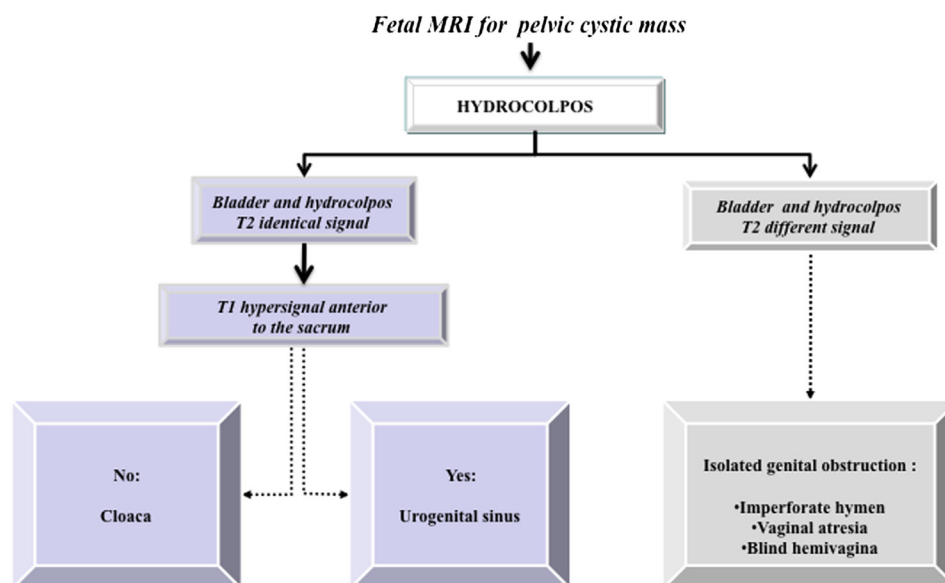 Fetal MRI for pelvic cystic mass
HYDROCOLPOS
Bladder and hydrocolpos
T2 identical signal
Bladder and hydrocolpos
T2 different signal
T1 hypersignal anterior
to the sacrum
No:
Cloaca
Yes:
Urogenital sinus
Isolated genital obstruction :
•Imperforate hymen
•Vaginal atresia
•Blind hemivagina